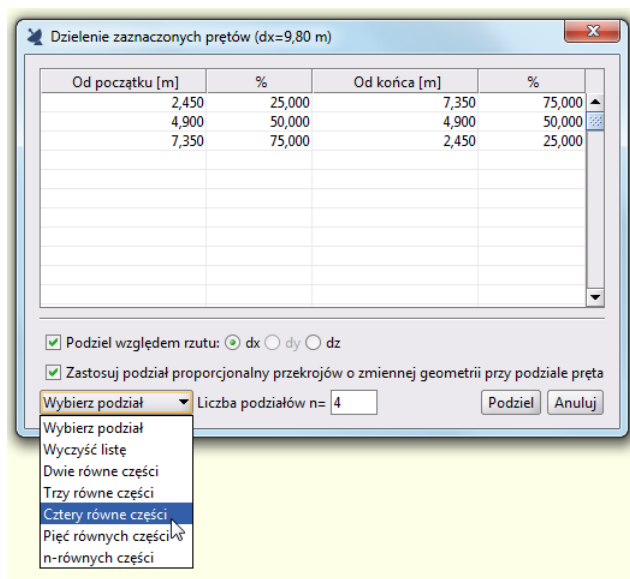 Dzielenie zaznaczonych prętów (dx=9,80 m)
Od początku [m] % Od końca [m] %
2,450 25,000 7,350 75,000
4,900 50,000 4,900 50,000
7,350 75,000 2,450 25,000
Podziel względem rzutu: dx dy dz
Zastosuj podział proporcjonalny przekrojów o zmiennej geometrii przy podziale pręta
Wybierz podział Liczba podziałów n= 4 Podziel Anuluj
Wybierz podział
Wyczyść listę
Dwie równe części
Trzy równe części
Cztery równe części
Pięć równych części
n-równych części